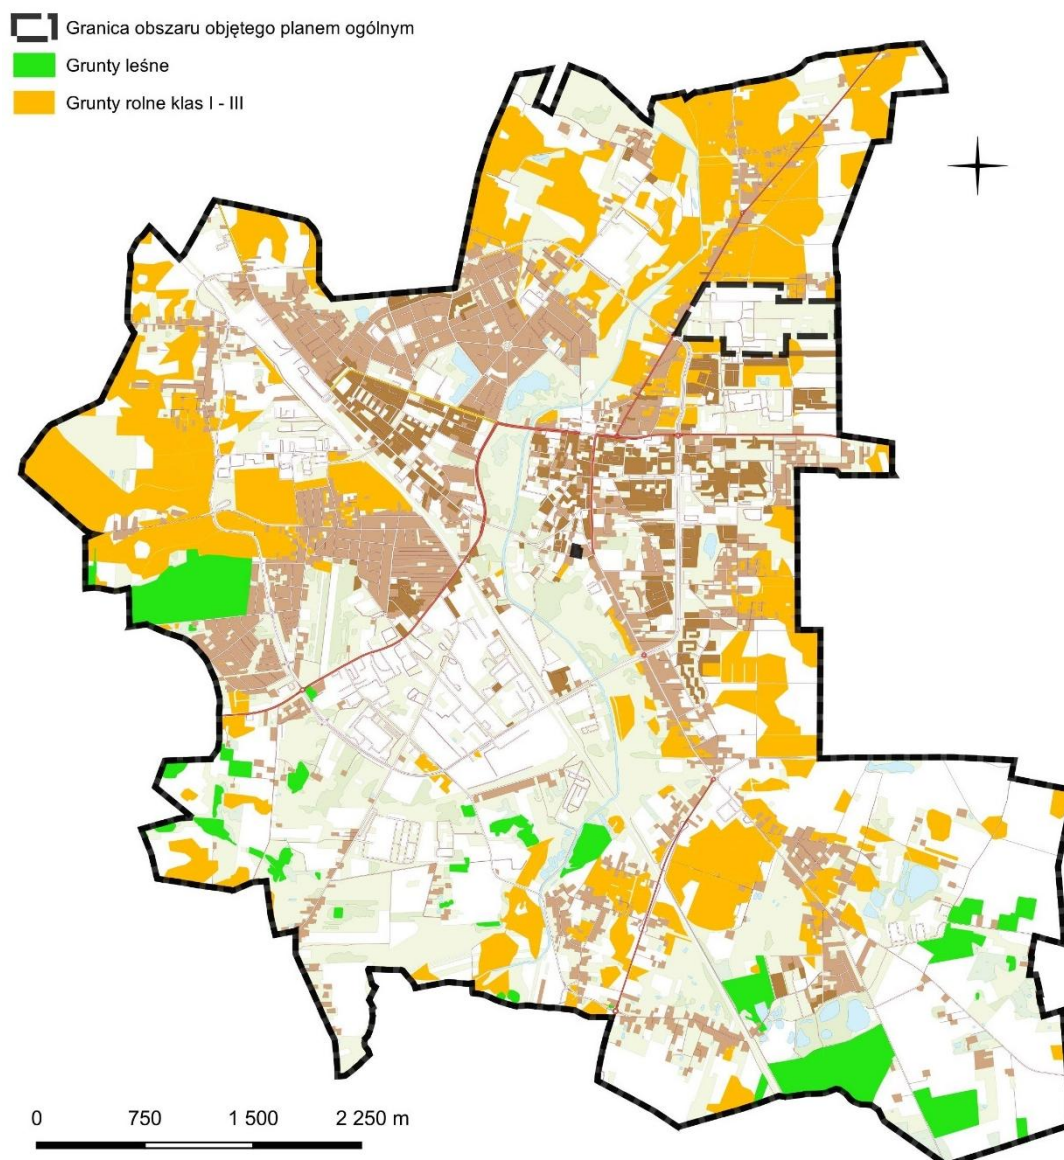 Granica obszaru objętego planem ogólnym
Grunty leśne
Grunty rolne klas I - III
0 750 1 500 2 250 m